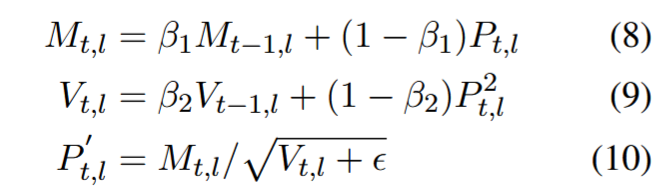 M_{t,l} = β_1 M_{t−1,l} + (1 − β_1)P_{t,l} (8)
V_{t,l} = β_2 V_{t−1,l} + (1 − β_2)P_{t,l}^2 (9)
P_{t,l}^′ = M_{t,l}/√(V_{t,l} + ϵ) (10)